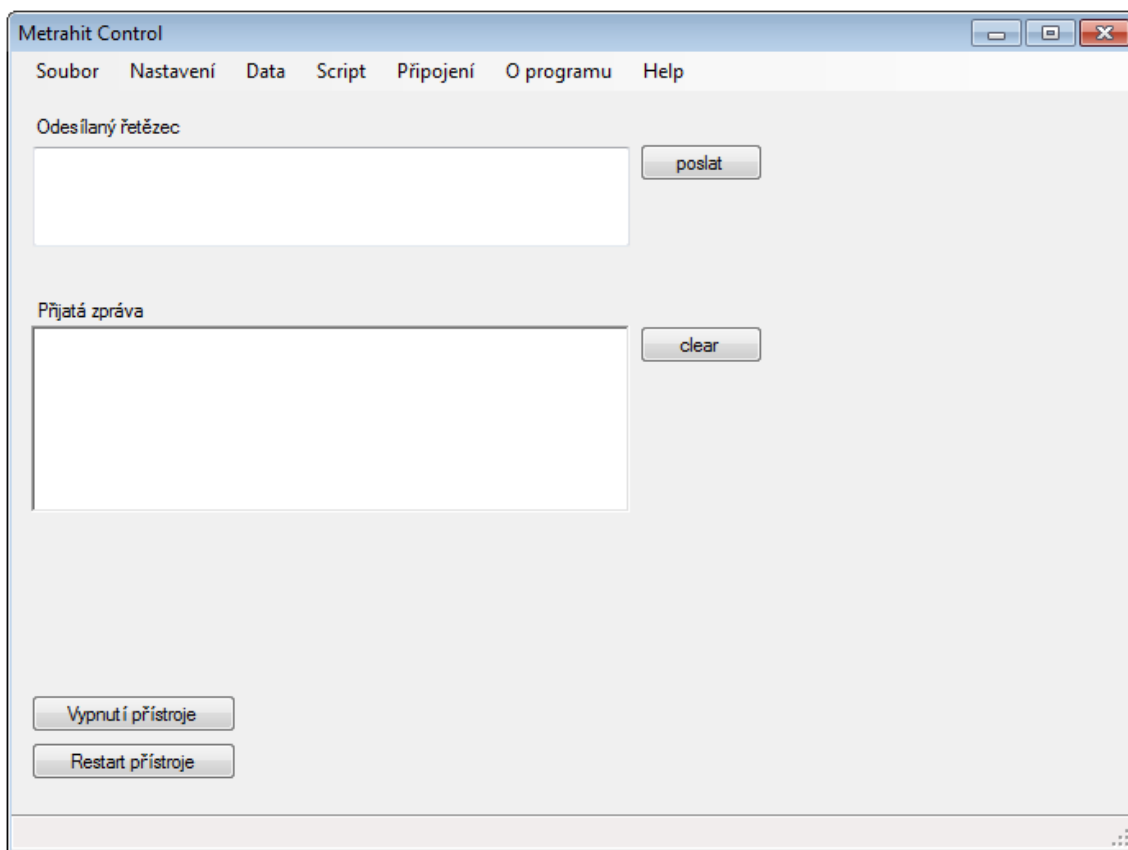 Metrahit Control
Soubor Nastavení Data Script Připojení O programu Help
Odesílaný řetězec
poslat
Přijatá zpráva
clear
Vypnutí přístroje
Restart přístroje